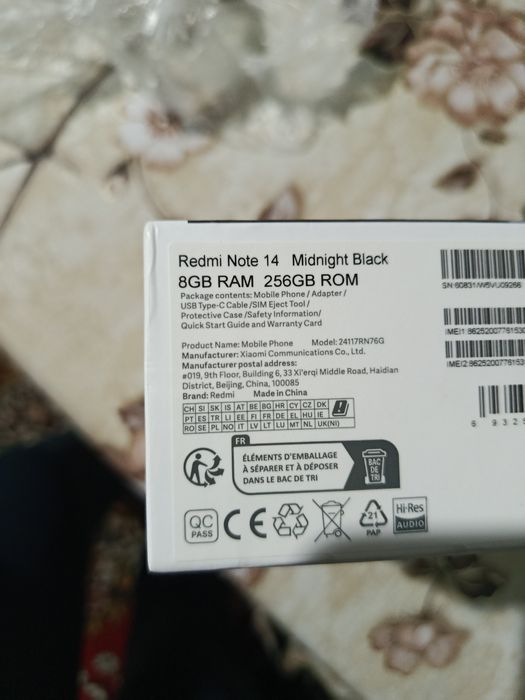 Redmi Note 14 Midnight Black
8GB RAM 256GB ROM
Package contents: Mobile Phone / Adapter /
USB Type-C Cable /SIM Eject Tool /
Protective Case /Safety Information/
Quick Start Guide and Warranty Card
Product Name: Mobile Phone Model: 24117RN76G
Manufacturer: Xiaomi Communications Co., Ltd.
Manufacturer postal address:
#019, 9th Floor, Building 6, 33 Xi'erqi Middle Road, Haidian
District, Beijing, China, 100085
Brand: Redmi Made in China
CH SI SK IS AT BE BG HR CY CZ DK
PT ES TR LI EE FI FR DE EL HU IE
RO SE PL NO IT LV LT LU MT NL UK(NI)
FR
ÉLÉMENTS D'EMBALLAGE
À SÉPARER ET À DÉPOSER
DANS LE BAC DE TRI
BAC
DE
TRI
QC
PASS
CE
21
PAP
Hi-Res
AUDIO
SN:
IMEI1:
IMEI2:
6 932